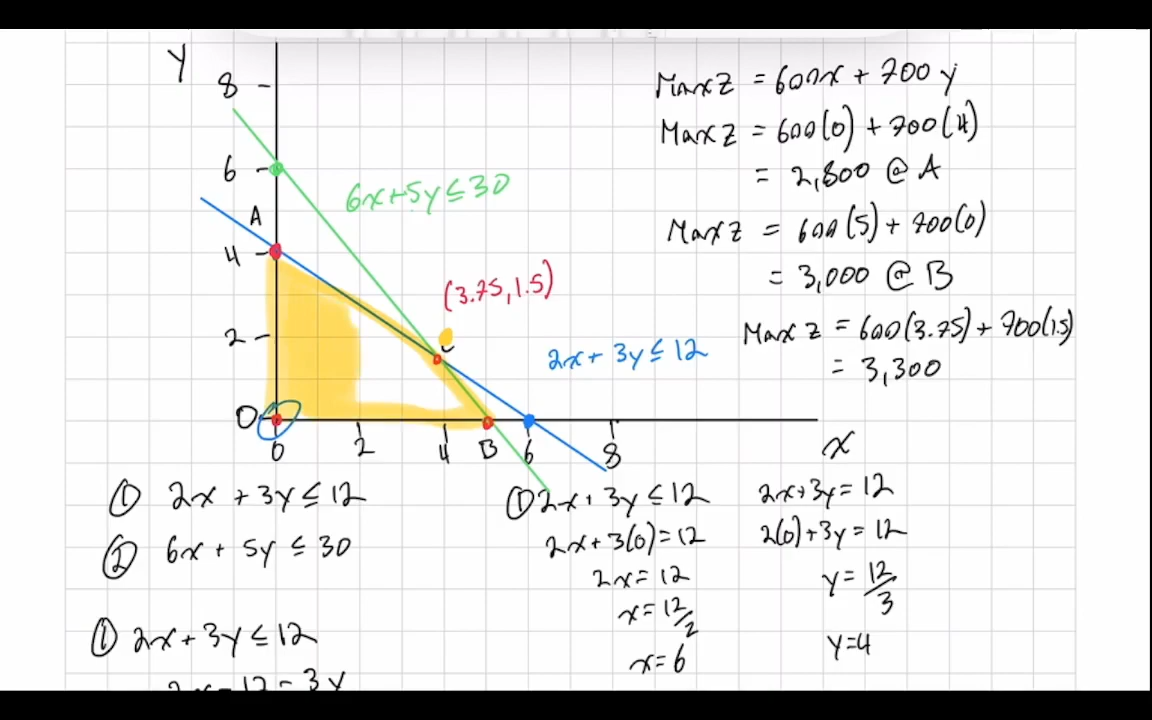 Y
8
6
A
4
2
0
0
2
4
B
6
8
X
6x+5y≤30
(3.75,1.5)
C
2x+3y≤12
Max Z = 600x + 700y
Max Z = 600(0) + 700(4)
= 2,800 @ A
Max Z = 600(5) + 700(0)
= 3,000 @ B
Max Z = 600(3.75) + 700(1.5)
= 3,300
① 2x + 3y ≤ 12
② 6x + 5y ≤ 30
① 2x + 3y ≤ 12
2x = 12 - 3y
① 2x + 3y ≤ 12
2x + 3(0) = 12
2x = 12
x = 12/2
x = 6
2x+3y = 12
2(0)+3y = 12
y = 12/3
y=4